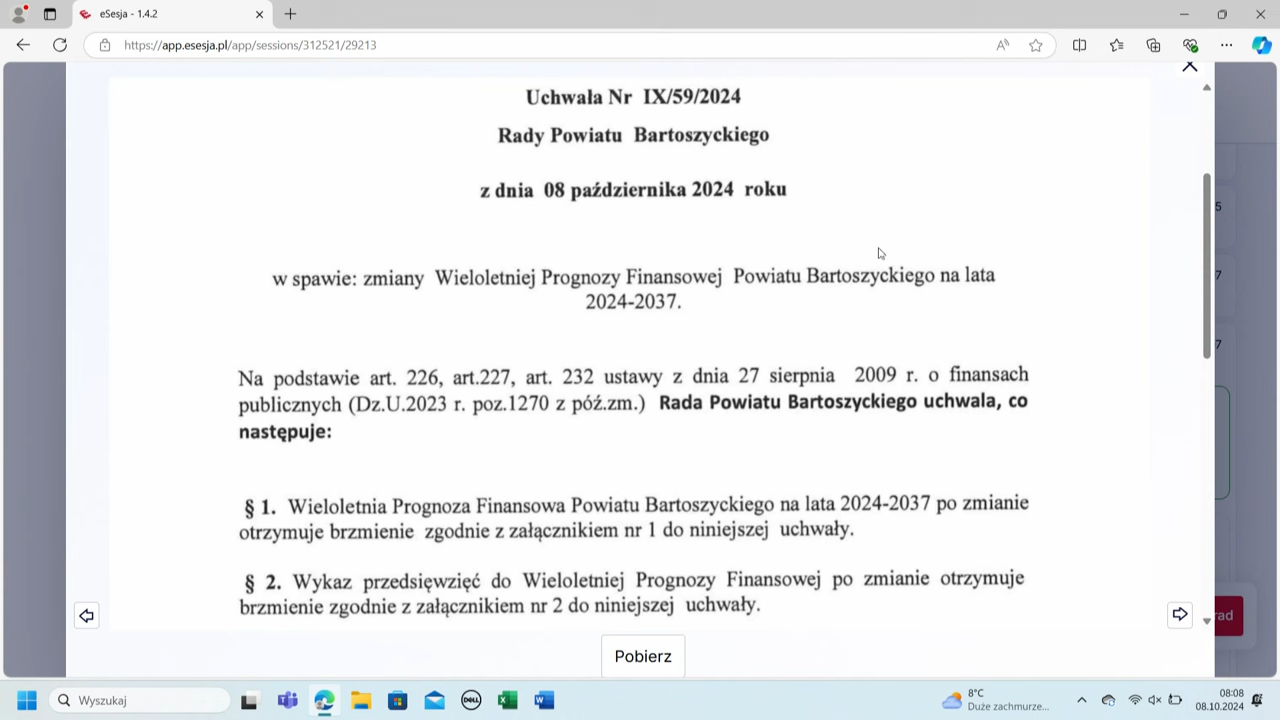 eSesja - 1.4.2
https://app.esesja.pl/app/sessions/312521/29213
Uchwała Nr IX/59/2024
Rady Powiatu Bartoszyckiego
z dnia 08 października 2024 roku
w spawie: zmiany Wieloletniej Prognozy Finansowej Powiatu Bartoszyckiego na lata
2024-2037.
Na podstawie art. 226, art.227, art. 232 ustawy z dnia 27 sierpnia 2009 r. o finansach
publicznych (Dz.U.2023 r. poz.1270 z póź.zm.) Rada Powiatu Bartoszyckiego uchwala, co
następuje:
§ 1. Wieloletnia Prognoza Finansowa Powiatu Bartoszyckiego na lata 2024-2037 po zmianie
otrzymuje brzmienie zgodnie z załącznikiem nr 1 do niniejszej uchwały.
§ 2. Wykaz przedsięwzięć do Wieloletniej Prognozy Finansowej po zmianie otrzymuje
brzmienie zgodnie z załącznikiem nr 2 do niniejszej uchwały.
5
7
7
rad
Pobierz
Wyszukaj
DELL
8°C
Duże zachmurze...
08:08
08.10.2024